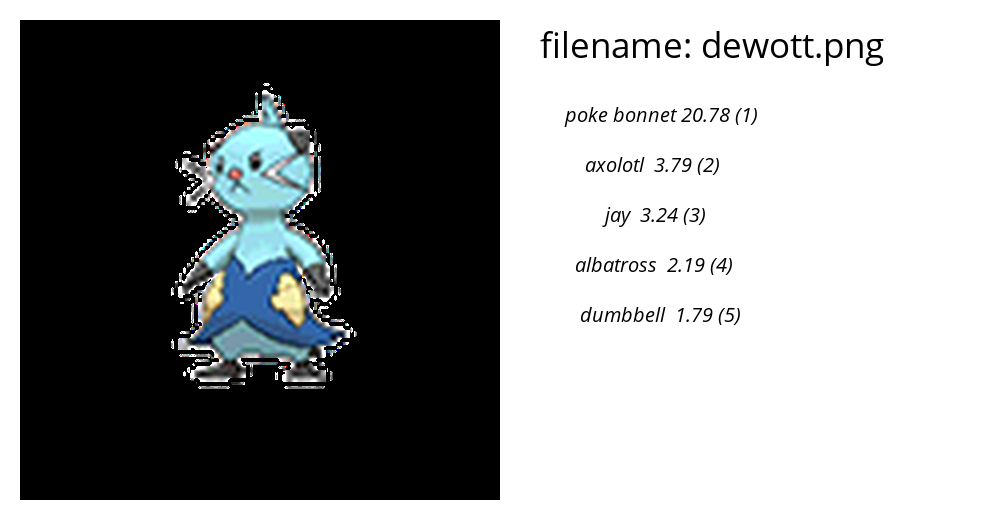 filename: dewott.png
poke bonnet 20.78 (1)
axolotl 3.79 (2)
jay 3.24 (3)
albatross 2.19 (4)
dumbbell 1.79 (5)